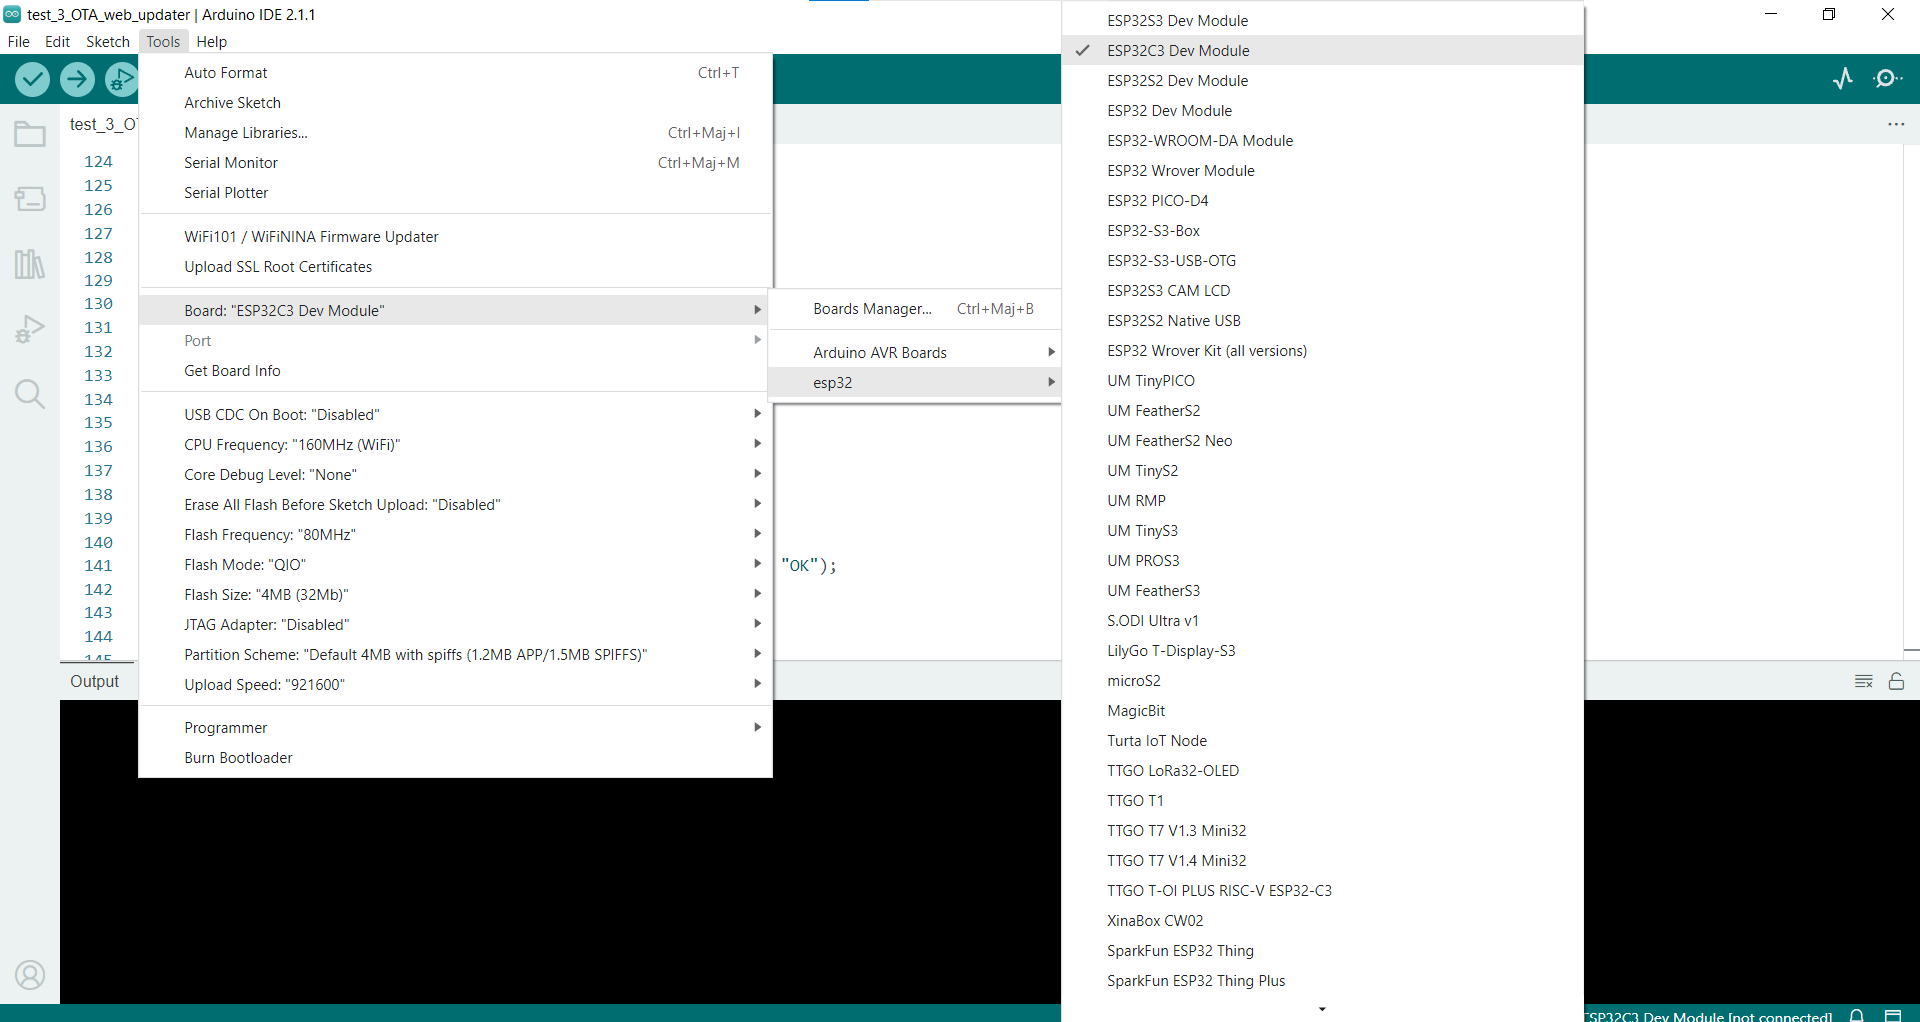 test_3_OTA_web_updater | Arduino IDE 2.1.1
File Edit Sketch Tools Help
test_3_O
124
125
126
127
128
129
130
131
132
133
134
135
136
137
138
139
140
141
142
143
144
145
"OK");
Output
Auto Format Ctrl+T
Archive Sketch
Manage Libraries... Ctrl+Maj+I
Serial Monitor Ctrl+Maj+M
Serial Plotter
WiFi101 / WiFiNINA Firmware Updater
Upload SSL Root Certificates
Board: "ESP32C3 Dev Module"
Port
Get Board Info
USB CDC On Boot: "Disabled"
CPU Frequency: "160MHz (WiFi)"
Core Debug Level: "None"
Erase All Flash Before Sketch Upload: "Disabled"
Flash Frequency: "80MHz"
Flash Mode: "QIO"
Flash Size: "4MB (32Mb)"
JTAG Adapter: "Disabled"
Partition Scheme: "Default 4MB with spiffs (1.2MB APP/1.5MB SPIFFS)"
Upload Speed: "921600"
Programmer
Burn Bootloader
Boards Manager... Ctrl+Maj+B
Arduino AVR Boards
esp32
ESP32S3 Dev Module
ESP32C3 Dev Module
ESP32S2 Dev Module
ESP32 Dev Module
ESP32-WROOM-DA Module
ESP32 Wrover Module
ESP32 PICO-D4
ESP32-S3-Box
ESP32-S3-USB-OTG
ESP32S3 CAM LCD
ESP32S2 Native USB
ESP32 Wrover Kit (all versions)
UM TinyPICO
UM FeatherS2
UM FeatherS2 Neo
UM TinyS2
UM RMP
UM TinyS3
UM PROS3
UM FeatherS3
S.ODI Ultra v1
LilyGo T-Display-S3
microS2
MagicBit
Turta IoT Node
TTGO LoRa32-OLED
TTGO T1
TTGO T7 V1.3 Mini32
TTGO T7 V1.4 Mini32
TTGO T-OI PLUS RISC-V ESP32-C3
XinaBox CW02
SparkFun ESP32 Thing
SparkFun ESP32 Thing Plus
ESP32C3 Dev Module [not connected]